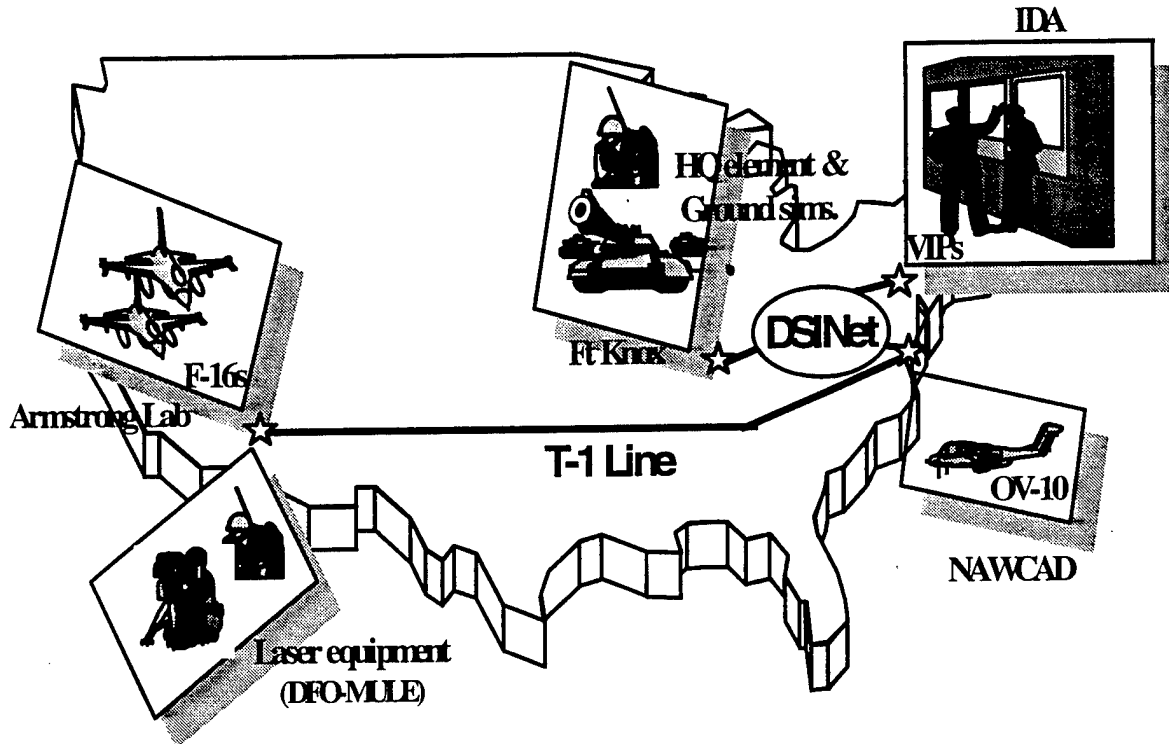 IDA
HQ element &
Ground sims.
VIPs
DSINet
Ft Knox
F-16s
Armstrong Lab
T-1 Line
OV-10
NAWCAD
Laser equipment
(DFO-MULE)